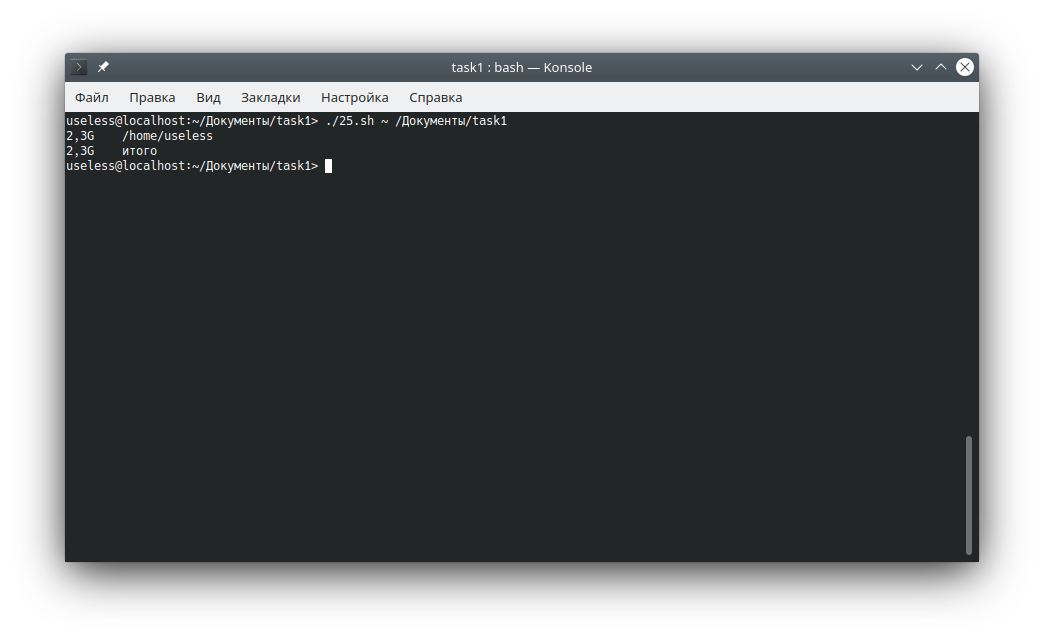 task1 : bash — Konsole
Файл Правка Вид Закладки Настройка Справка
useless@localhost:~/Документы/task1> ./25.sh ~ /Документы/task1
2,3G    /home/useless
2,3G    итого
useless@localhost:~/Документы/task1>